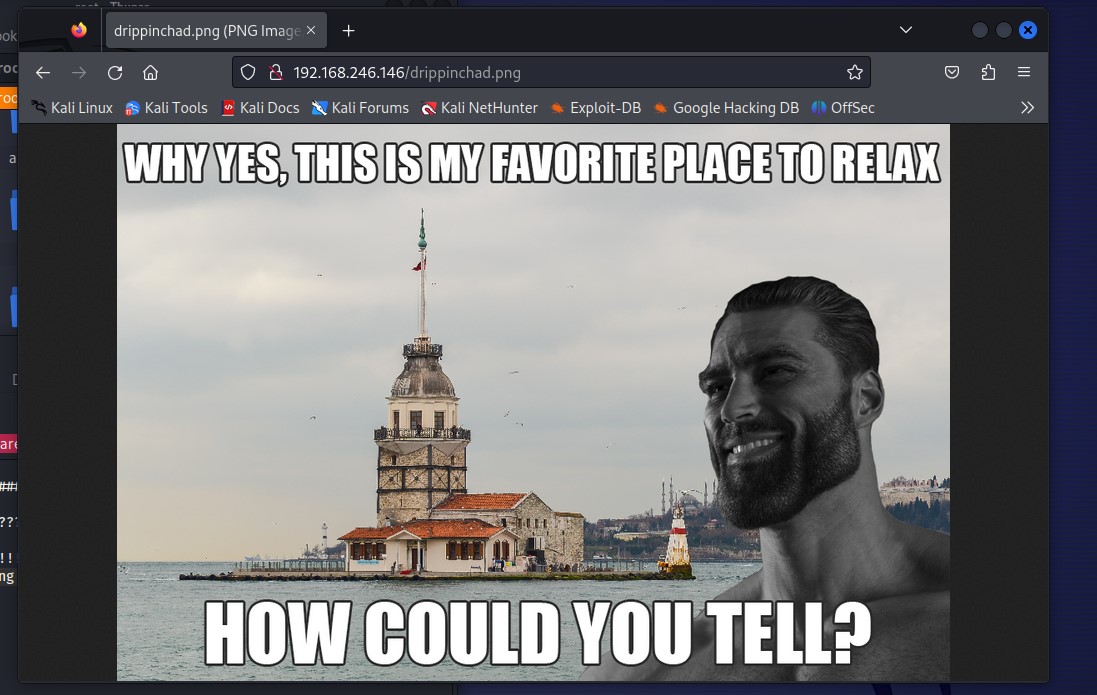 drippinchad.png (PNG Image
192.168.246.146/drippinchad.png
Kali Linux Kali Tools Kali Docs Kali Forums Kali NetHunter Exploit-DB Google Hacking DB OffSec
WHY YES, THIS IS MY FAVORITE PLACE TO RELAX
HOW COULD YOU TELL?